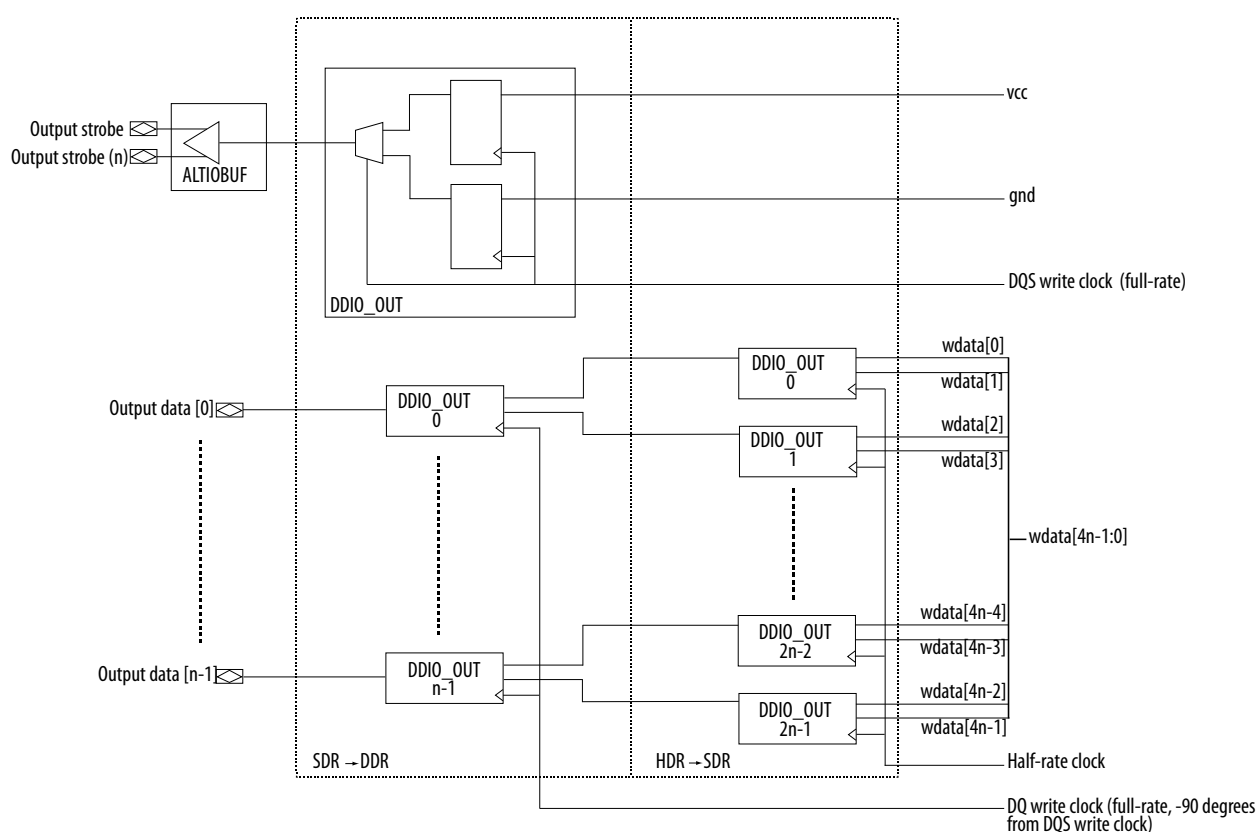 vcc
Output strobe
Output strobe (n)
ALTIOBUF
gnd
DQS write clock (full-rate)
DDIO_OUT
wdata[0]
DDIO_OUT
0
wdata[1]
Output data [0]
DDIO_OUT
0
wdata[2]
DDIO_OUT
1
wdata[3]
wdata[4n-1:0]
wdata[4n-4]
DDIO_OUT
2n-2
wdata[4n-3]
Output data [n-1]
DDIO_OUT
n-1
wdata[4n-2]
DDIO_OUT
2n-1
wdata[4n-1]
SDR →DDR
HDR →SDR
Half-rate clock
DQ write clock (full-rate, -90 degrees
from DQS write clock)